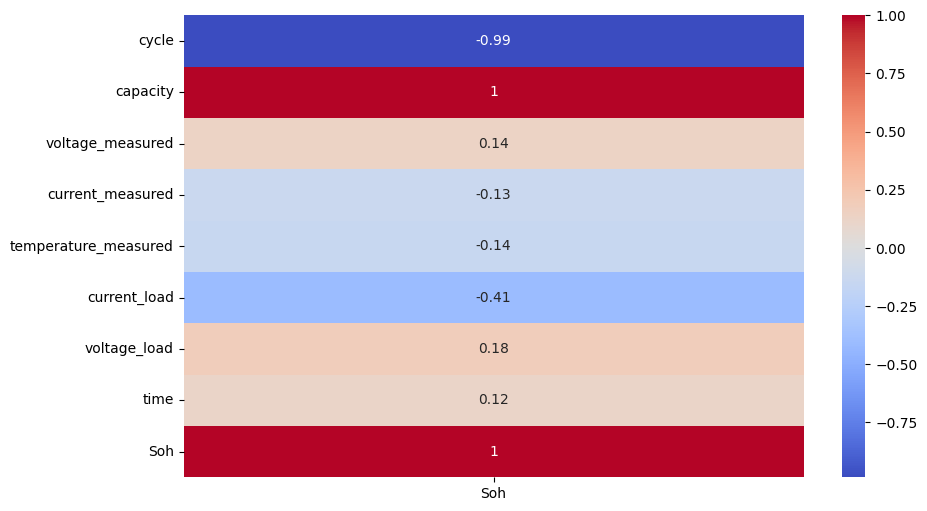 cycle -0.99
capacity 1
voltage_measured 0.14
current_measured -0.13
temperature_measured -0.14
current_load -0.41
voltage_load 0.18
time 0.12
Soh 1
Soh
1.00
0.75
0.50
0.25
0.00
−0.25
−0.50
−0.75